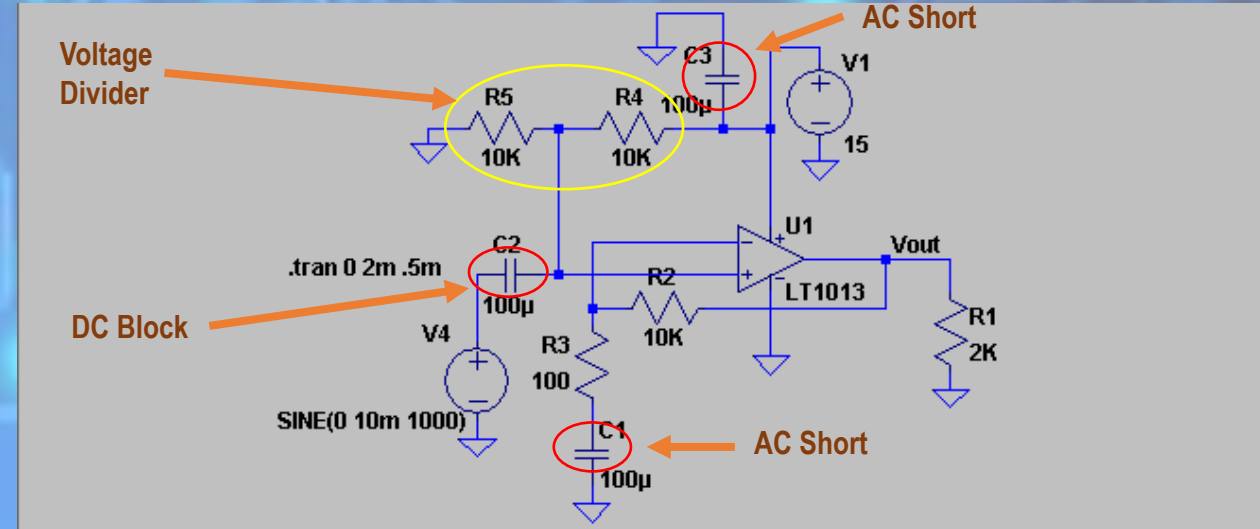 AC Short
Voltage
Divider
C3
V1
R5
R4
100µ
10K
10K
15
C2
.tran 0 2m .5m
U1
Vout
R2
LT1013
100µ
DC Block
V4
R3
10K
R1
100
2K
SINE(0 10m 1000)
C1
AC Short
100µ